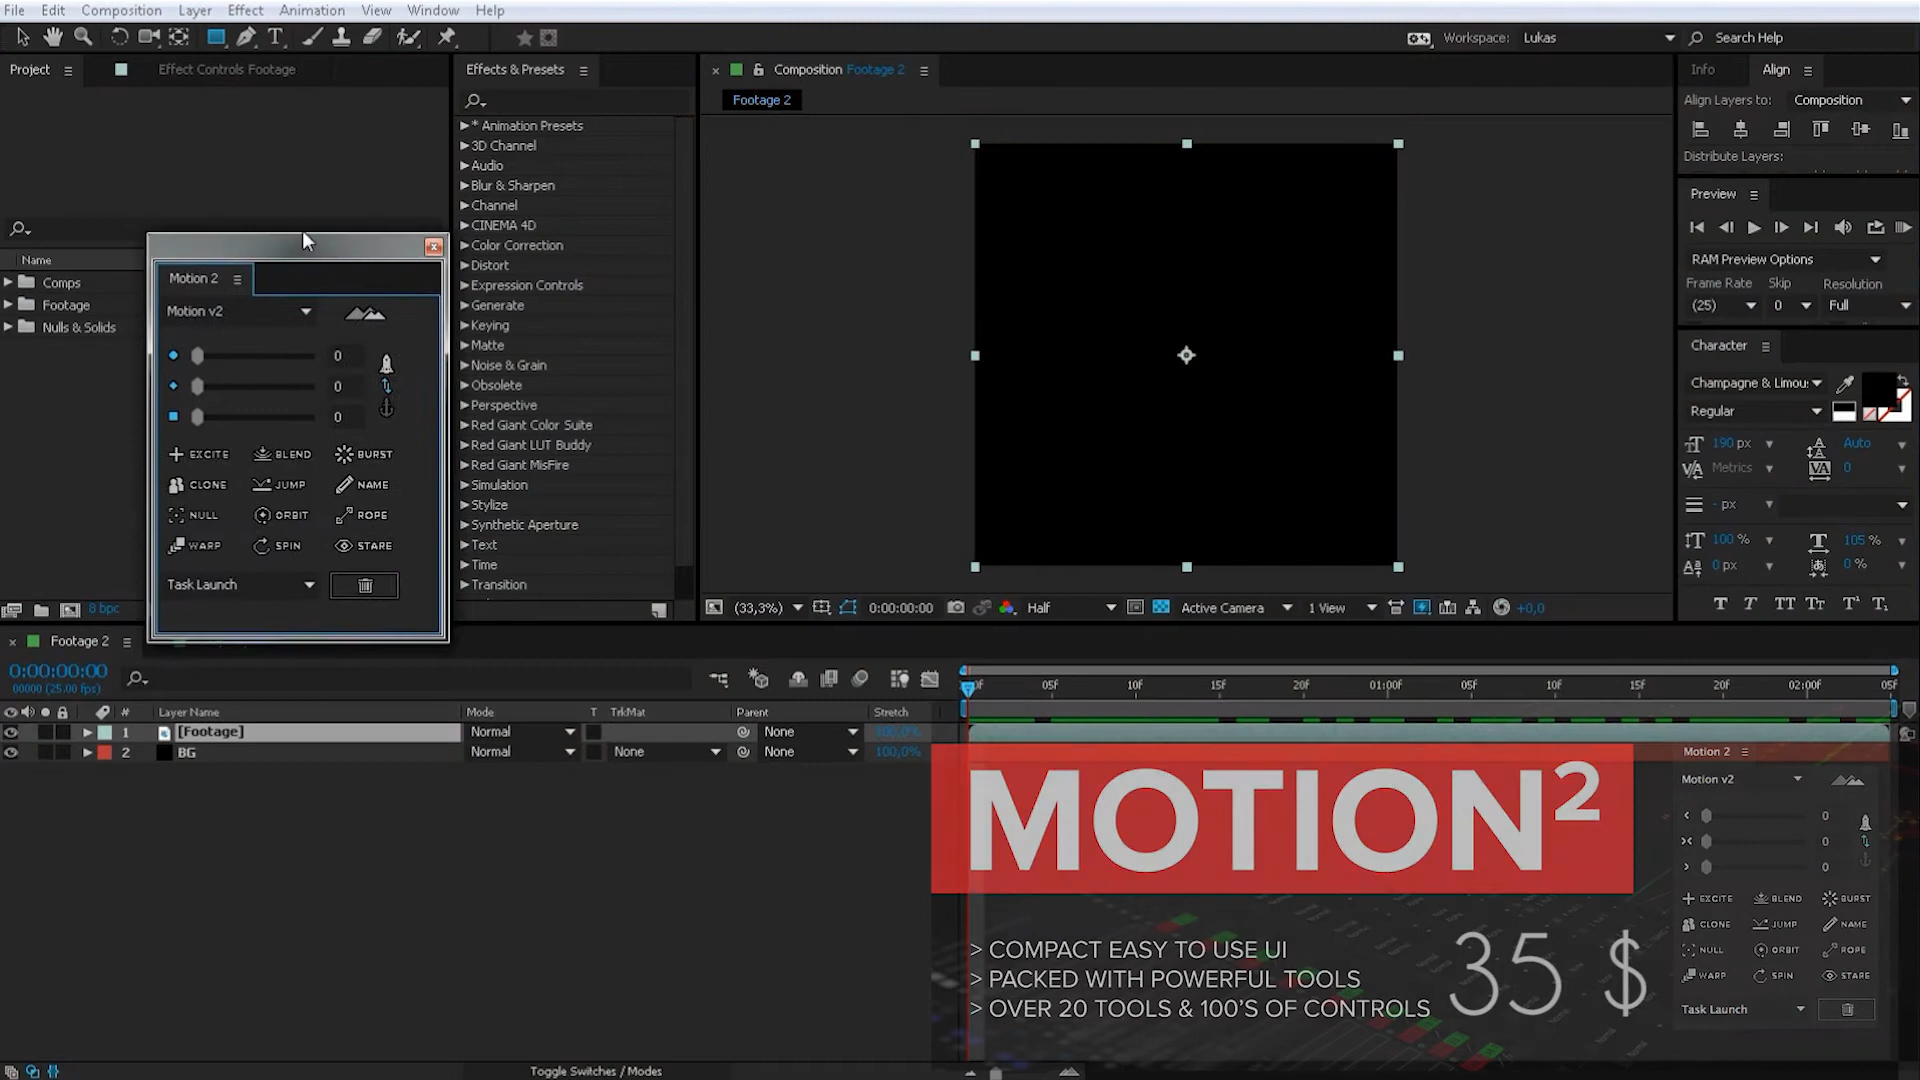 File Edit Composition Layer Effect Animation View Window Help
Workspace: Lukas Search Help
Project
Effect Controls Footage
Effects & Presets
Composition Footage 2
Footage 2
Info Align
Align Layers to: Composition
Distribute Layers:
Preview
RAM Preview Options
Frame Rate Skip Resolution
(25) 0 Full
Character
Champagne & Limou:
Regular
190 px Auto
Metrics 0
- px
100 % 105 %
0 px 0 %
T T TT Tt T¹ T₁
* Animation Presets
3D Channel
Audio
Blur & Sharpen
Channel
CINEMA 4D
Color Correction
Distort
Expression Controls
Generate
Keying
Matte
Noise & Grain
Obsolete
Perspective
Red Giant Color Suite
Red Giant LUT Buddy
Red Giant MisFire
Simulation
Stylize
Synthetic Aperture
Text
Time
Transition
Name
Comps
Footage
Nulls & Solids
8 bpc
Motion 2
Motion v2
0
0
0
EXCITE BLEND BURST
CLONE JUMP NAME
NULL ORBIT ROPE
WARP SPIN STARE
Task Launch
(33,3%) 0:00:00:00 Half Active Camera 1 View +0,0
Footage 2
0:00:00:00
00000 (25.00 fps)
# Layer Name Mode T TrkMat Parent Stretch
1 [Footage] Normal None 100,0%
2 BG Normal None None 100,0%
05F 10F 15F 20F 01:00F 05F 10F 15F 20F 02:00F 05F
MOTION²
> COMPACT EASY TO USE UI
> PACKED WITH POWERFUL TOOLS
> OVER 20 TOOLS & 100'S OF CONTROLS
35 $
Motion 2
Motion v2
0
0
0
EXCITE BLEND BURST
CLONE JUMP NAME
NULL ORBIT ROPE
WARP SPIN STARE
Task Launch
Toggle Switches / Modes